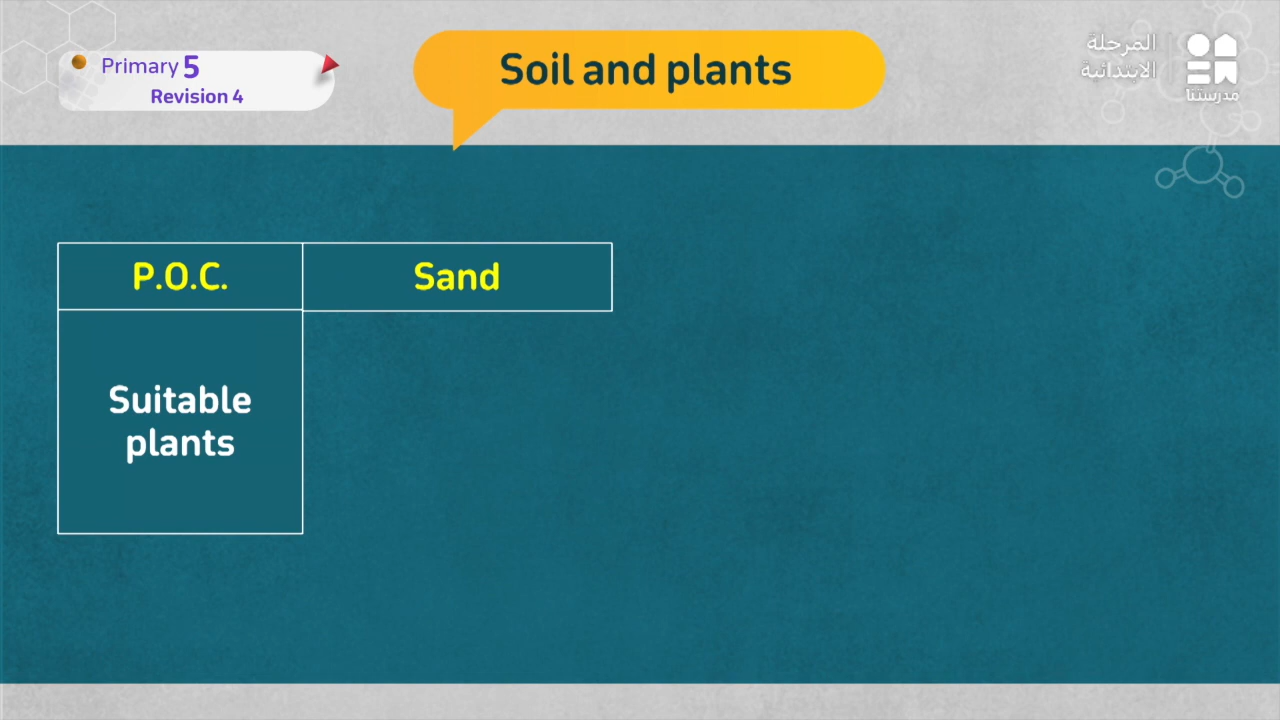 Primary 5
Revision 4
Soil and plants
المرحلة
الابتدائية
مدرستنا
P.O.C.
Sand
Suitable
plants